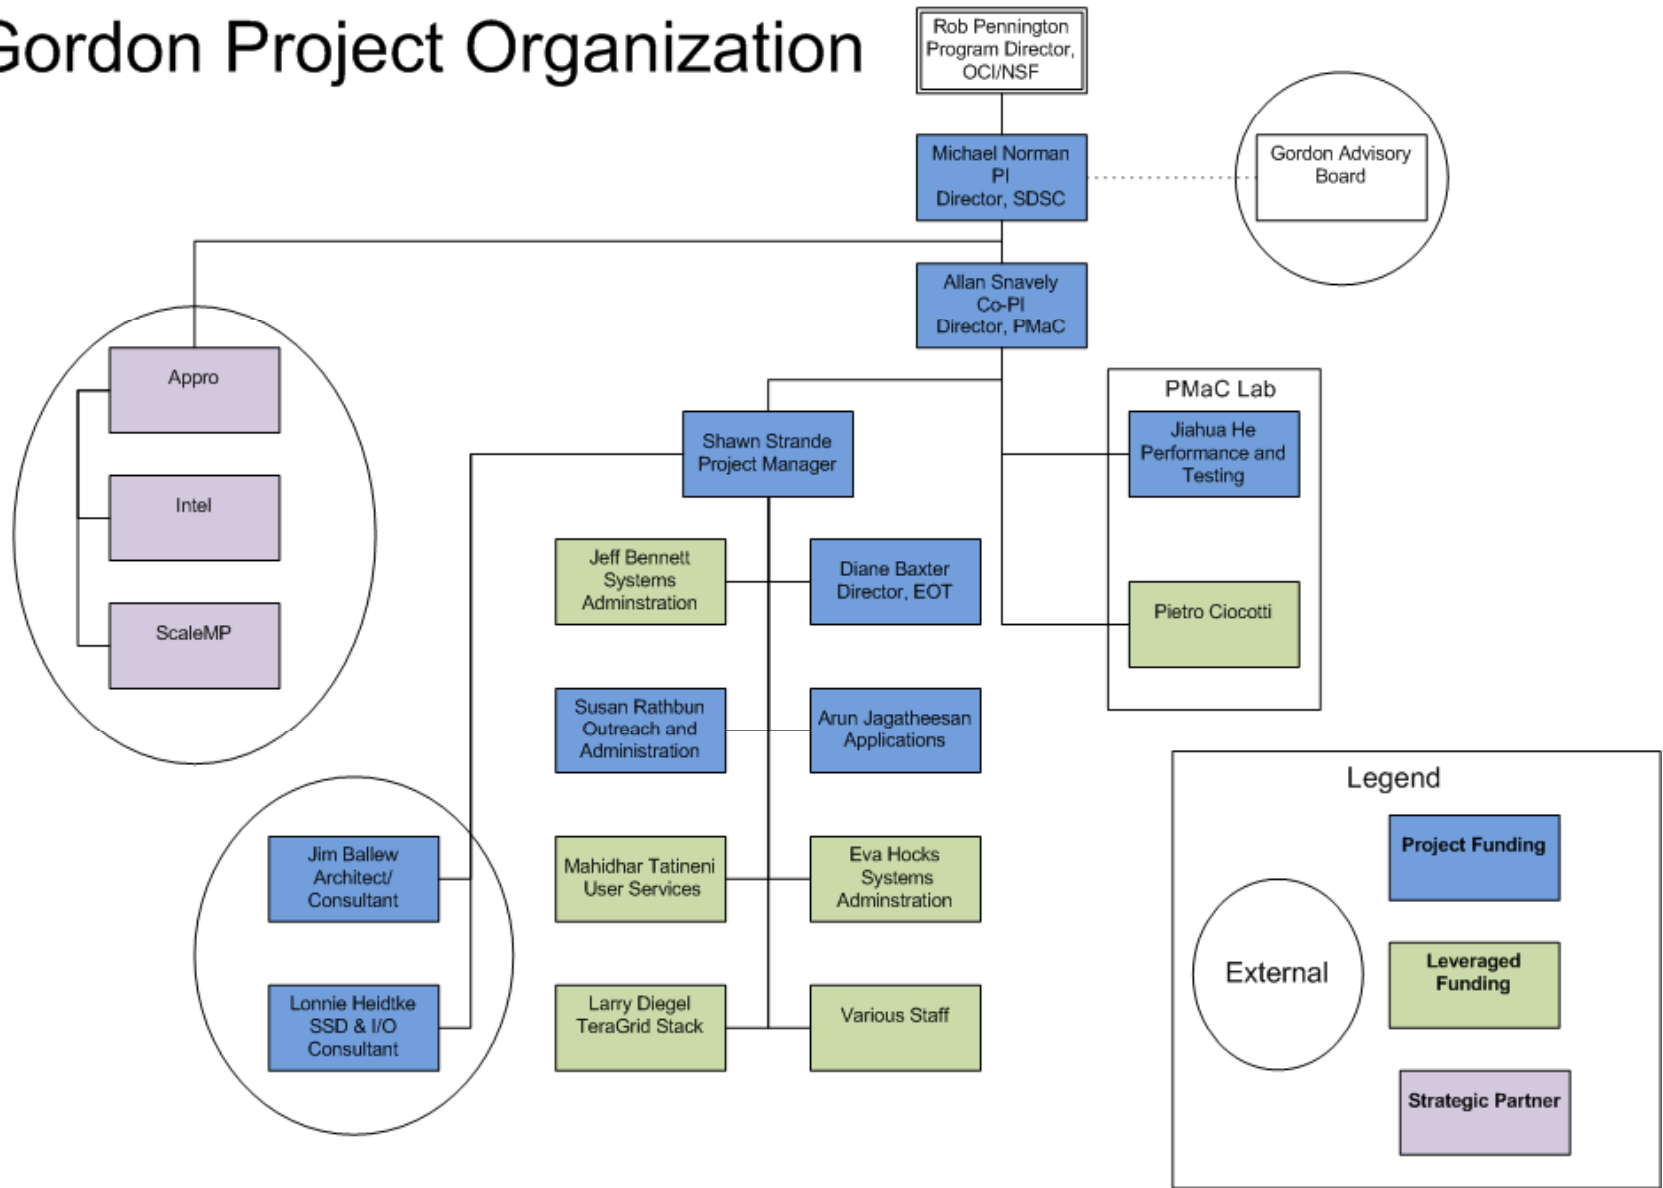 Gordon Project Organization
Rob Pennington
Program Director,
OCI/NSF
Michael Norman
PI
Director, SDSC
Gordon Advisory
Board
Allan Snavely
Co-PI
Director, PMaC
Appro
Intel
ScaleMP
Shawn Strande
Project Manager
PMaC Lab
Jiahua He
Performance and
Testing
Pietro Ciocotti
Jeff Bennett
Systems
Adminstration
Diane Baxter
Director, EOT
Susan Rathbun
Outreach and
Administration
Arun Jagatheesan
Applications
Jim Ballew
Architect/
Consultant
Mahidhar Tatineni
User Services
Eva Hocks
Systems
Adminstration
Lonnie Heidtke
SSD & I/O
Consultant
Larry Diegel
TeraGrid Stack
Various Staff
Legend
Project Funding
External
Leveraged
Funding
Strategic Partner